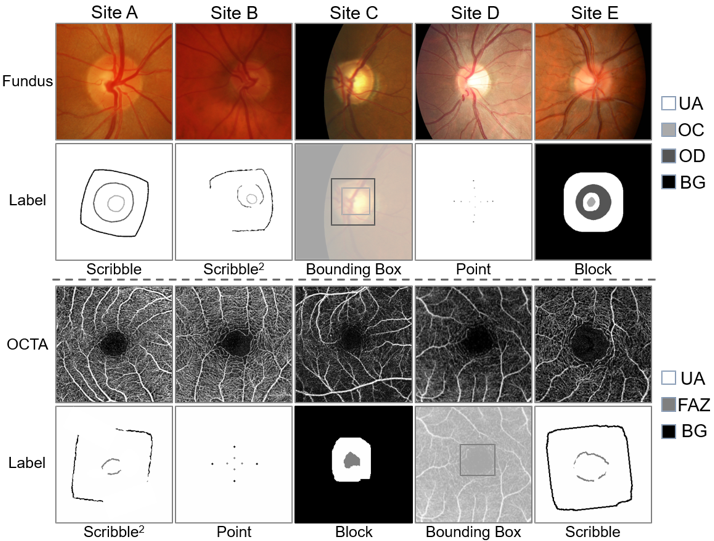 Site A Site B Site C Site D Site E
Fundus
UA
OC
OD
BG
Label
Scribble Scribble² Bounding Box Point Block
OCTA
UA
FAZ
BG
Label
Scribble² Point Block Bounding Box Scribble